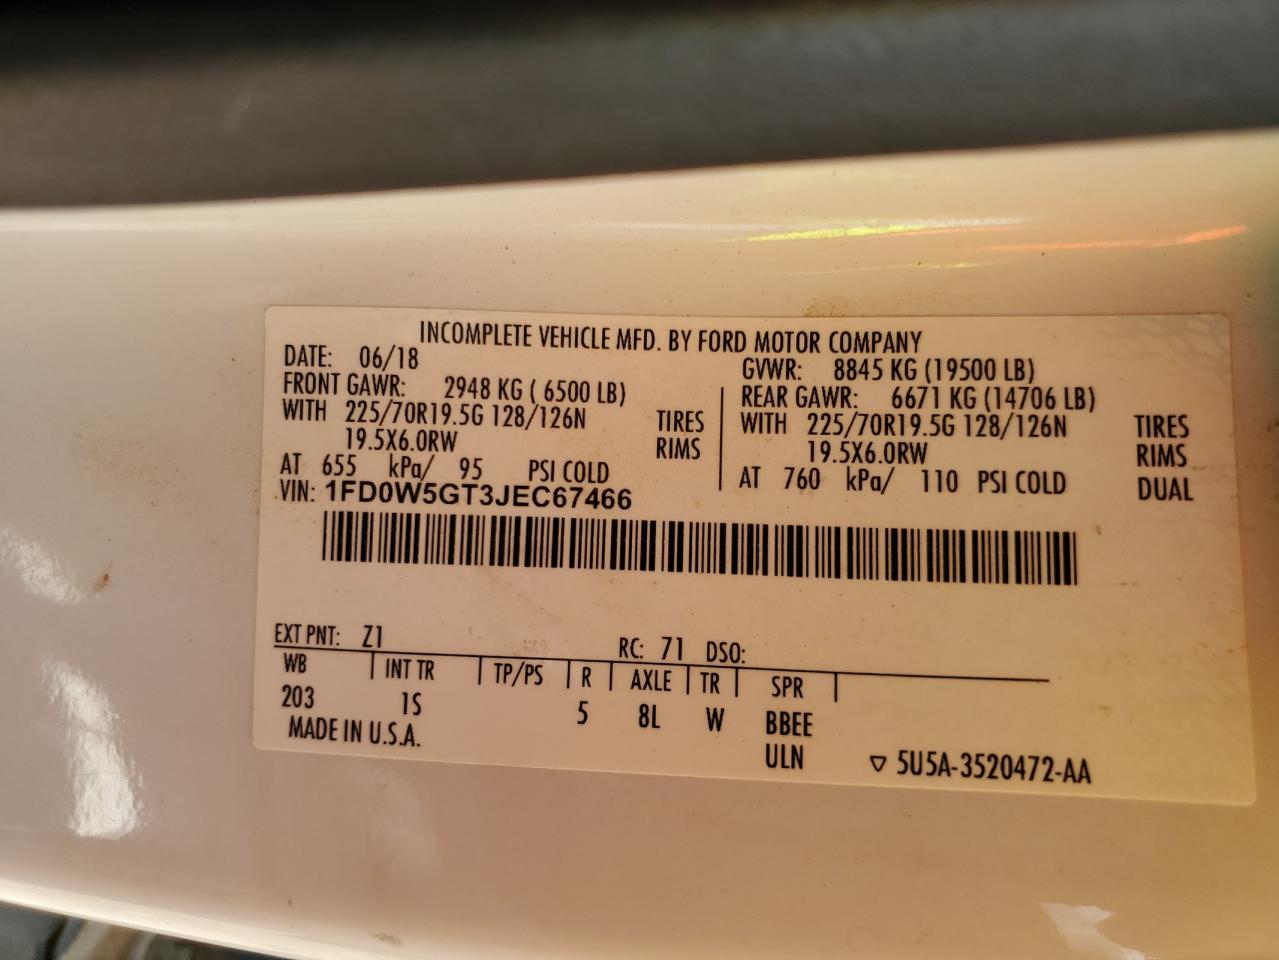 INCOMPLETE VEHICLE MFD. BY FORD MOTOR COMPANY
DATE: 06/18 GVWR: 8845 KG (19500 LB)
FRONT GAWR: 2948 KG ( 6500 LB) REAR GAWR: 6671 KG (14706 LB)
WITH 225/70R19.5G 128/126N TIRES WITH 225/70R19.5G 128/126N TIRES
19.5X6.0RW RIMS 19.5X6.0RW RIMS
AT 655 kPa/ 95 PSI COLD AT 760 kPa/ 110 PSI COLD DUAL
VIN: 1FD0W5GT3JEC67466
EXT PNT: Z1 RC: 71 DSO:
WB INT TR TP/PS R AXLE TR SPR
203 1S 5 8L W BBEE
MADE IN U.S.A. ULN ▽ 5U5A-3520472-AA